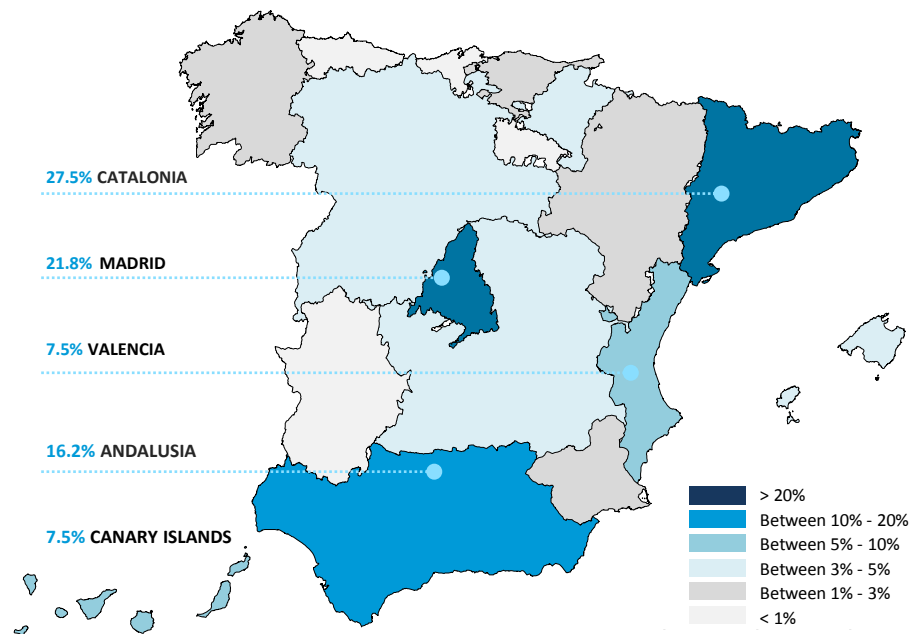 27.5% CATALONIA
21.8% MADRID
7.5% VALENCIA
16.2% ANDALUSIA
7.5% CANARY ISLANDS
> 20%
Between 10% - 20%
Between 5% - 10%
Between 3% - 5%
Between 1% - 3%
< 1%